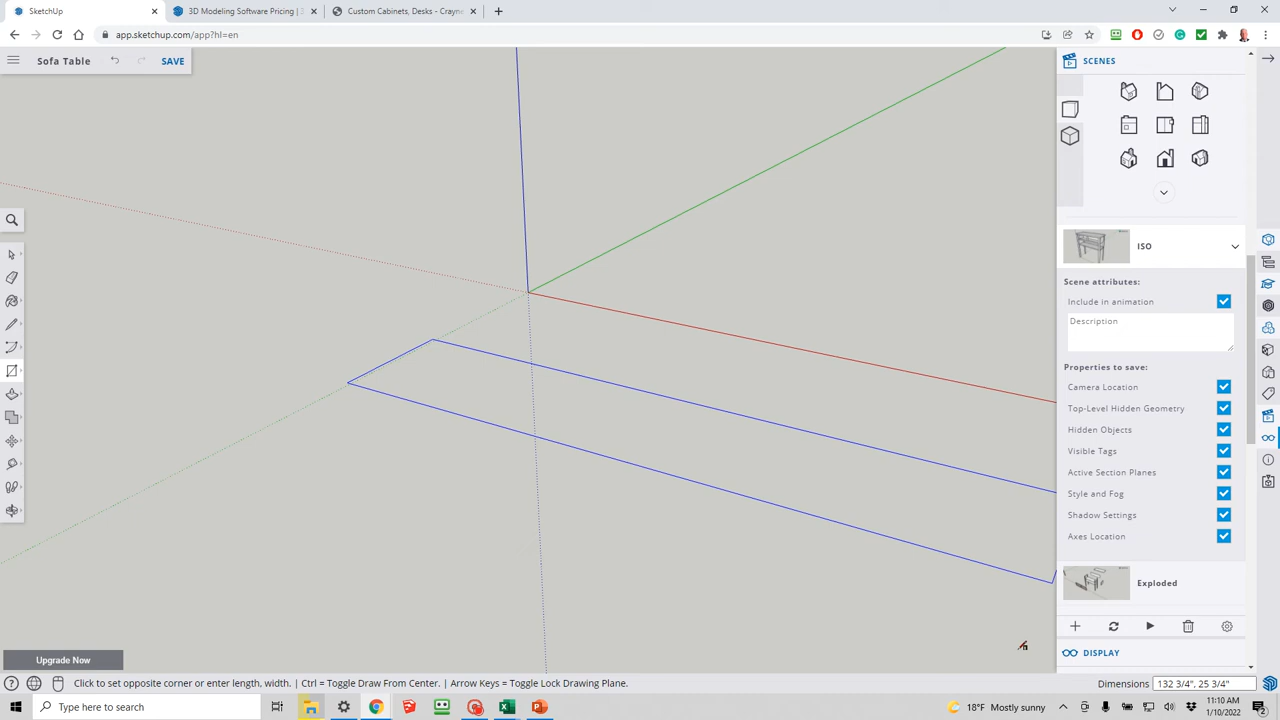 SketchUp
3D Modeling Software Pricing | 3
Custom Cabinets, Desks - Crayne
app.sketchup.com/app?hl=en
Sofa Table
SAVE
SCENES
ISO
Scene attributes:
Include in animation
Description
Properties to save:
Camera Location
Top-Level Hidden Geometry
Hidden Objects
Visible Tags
Active Section Planes
Style and Fog
Shadow Settings
Axes Location
Exploded
DISPLAY
Upgrade Now
Click to set opposite corner or enter length, width. | Ctrl = Toggle Draw From Center. | Arrow Keys = Toggle Lock Drawing Plane.
Dimensions 132 3/4", 25 3/4"
Type here to search
18°F Mostly sunny
11:10 AM
1/10/2022